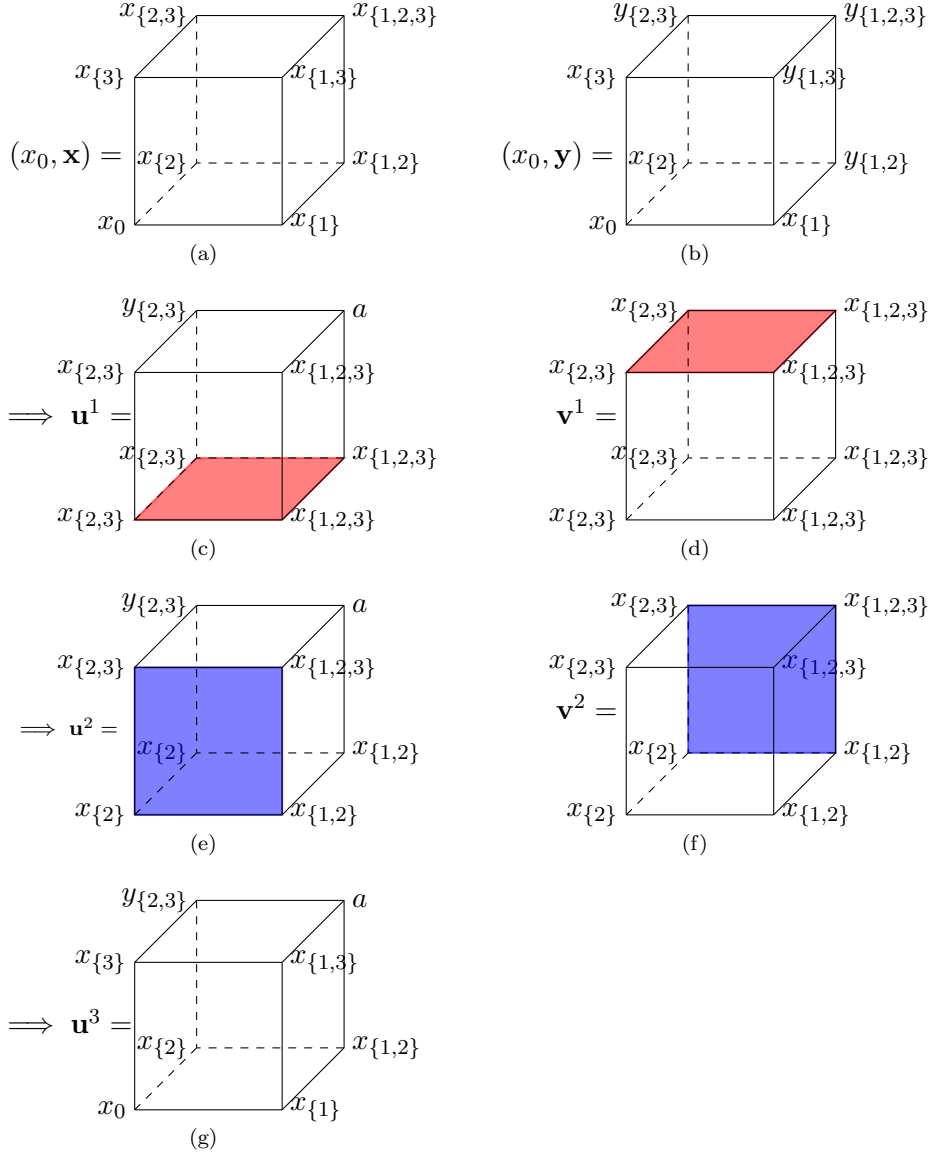 x_{\{2,3\}} x_{\{1,2,3\}} y_{\{2,3\}} y_{\{1,2,3\}}
x_{\{3\}} x_{\{1,3\}} x_{\{3\}} y_{\{1,3\}}
(x_0, \mathbf{x}) = x_{\{2\}} x_{\{1,2\}} (x_0, \mathbf{y}) = x_{\{2\}} y_{\{1,2\}}
x_0 x_{\{1\}} x_0 x_{\{1\}}
(a) (b)
y_{\{2,3\}} a x_{\{2,3\}} x_{\{1,2,3\}}
x_{\{2,3\}} x_{\{1,2,3\}} x_{\{2,3\}} x_{\{1,2,3\}}
⟹ \mathbf{u}^1 = \mathbf{v}^1 =
x_{\{2,3\}} x_{\{1,2,3\}} x_{\{2,3\}} x_{\{1,2,3\}}
x_{\{2,3\}} x_{\{1,2,3\}} x_{\{2,3\}} x_{\{1,2,3\}}
(c) (d)
y_{\{2,3\}} a x_{\{2,3\}} x_{\{1,2,3\}}
x_{\{2,3\}} x_{\{1,2,3\}} x_{\{2,3\}} x_{\{1,2,3\}}
⟹ \mathbf{u}^2 = \mathbf{v}^2 =
x_{\{2\}} x_{\{1,2\}} x_{\{2\}} x_{\{1,2\}}
x_{\{2\}} x_{\{1,2\}} x_{\{2\}} x_{\{1,2\}}
(e) (f)
y_{\{2,3\}} a
x_{\{3\}} x_{\{1,3\}}
⟹ \mathbf{u}^3 =
x_{\{2\}} x_{\{1,2\}}
x_0 x_{\{1\}}
(g)